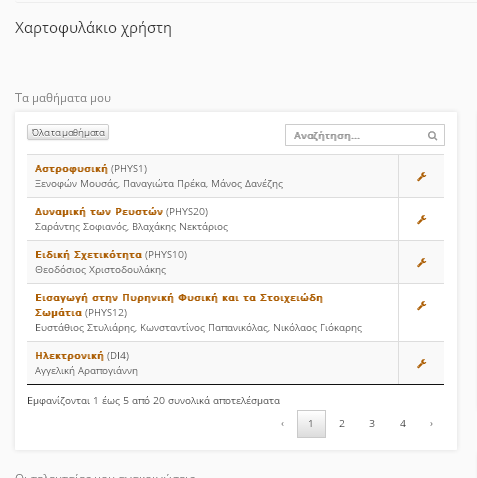 Χαρτοφυλάκιο χρήστη
Τα μαθήματα μου
Όλα τα μαθήματα
Αναζήτηση...
Αστροφυσική (PHYS1)
Ξενοφών Μουσάς, Παναγιώτα Πρέκα, Μάνος Δανέζης
Δυναμική των Ρευστών (PHYS20)
Σαράντης Σοφιανός, Βλαχάκης Νεκτάριος
Ειδική Σχετικότητα (PHYS10)
Θεοδόσιος Χριστοδουλάκης
Εισαγωγή στην Πυρηνική Φυσική και τα Στοιχειώδη
Σωμάτια (PHYS12)
Ευστάθιος Στυλιάρης, Κωνσταντίνος Παπανικόλας, Νικόλαος Γιόκαρης
Ηλεκτρονική (DI4)
Αγγελική Αραπογιάννη
Εμφανίζονται 1 έως 5 από 20 συνολικά αποτελέσματα
‹ 1 2 3 4 ›